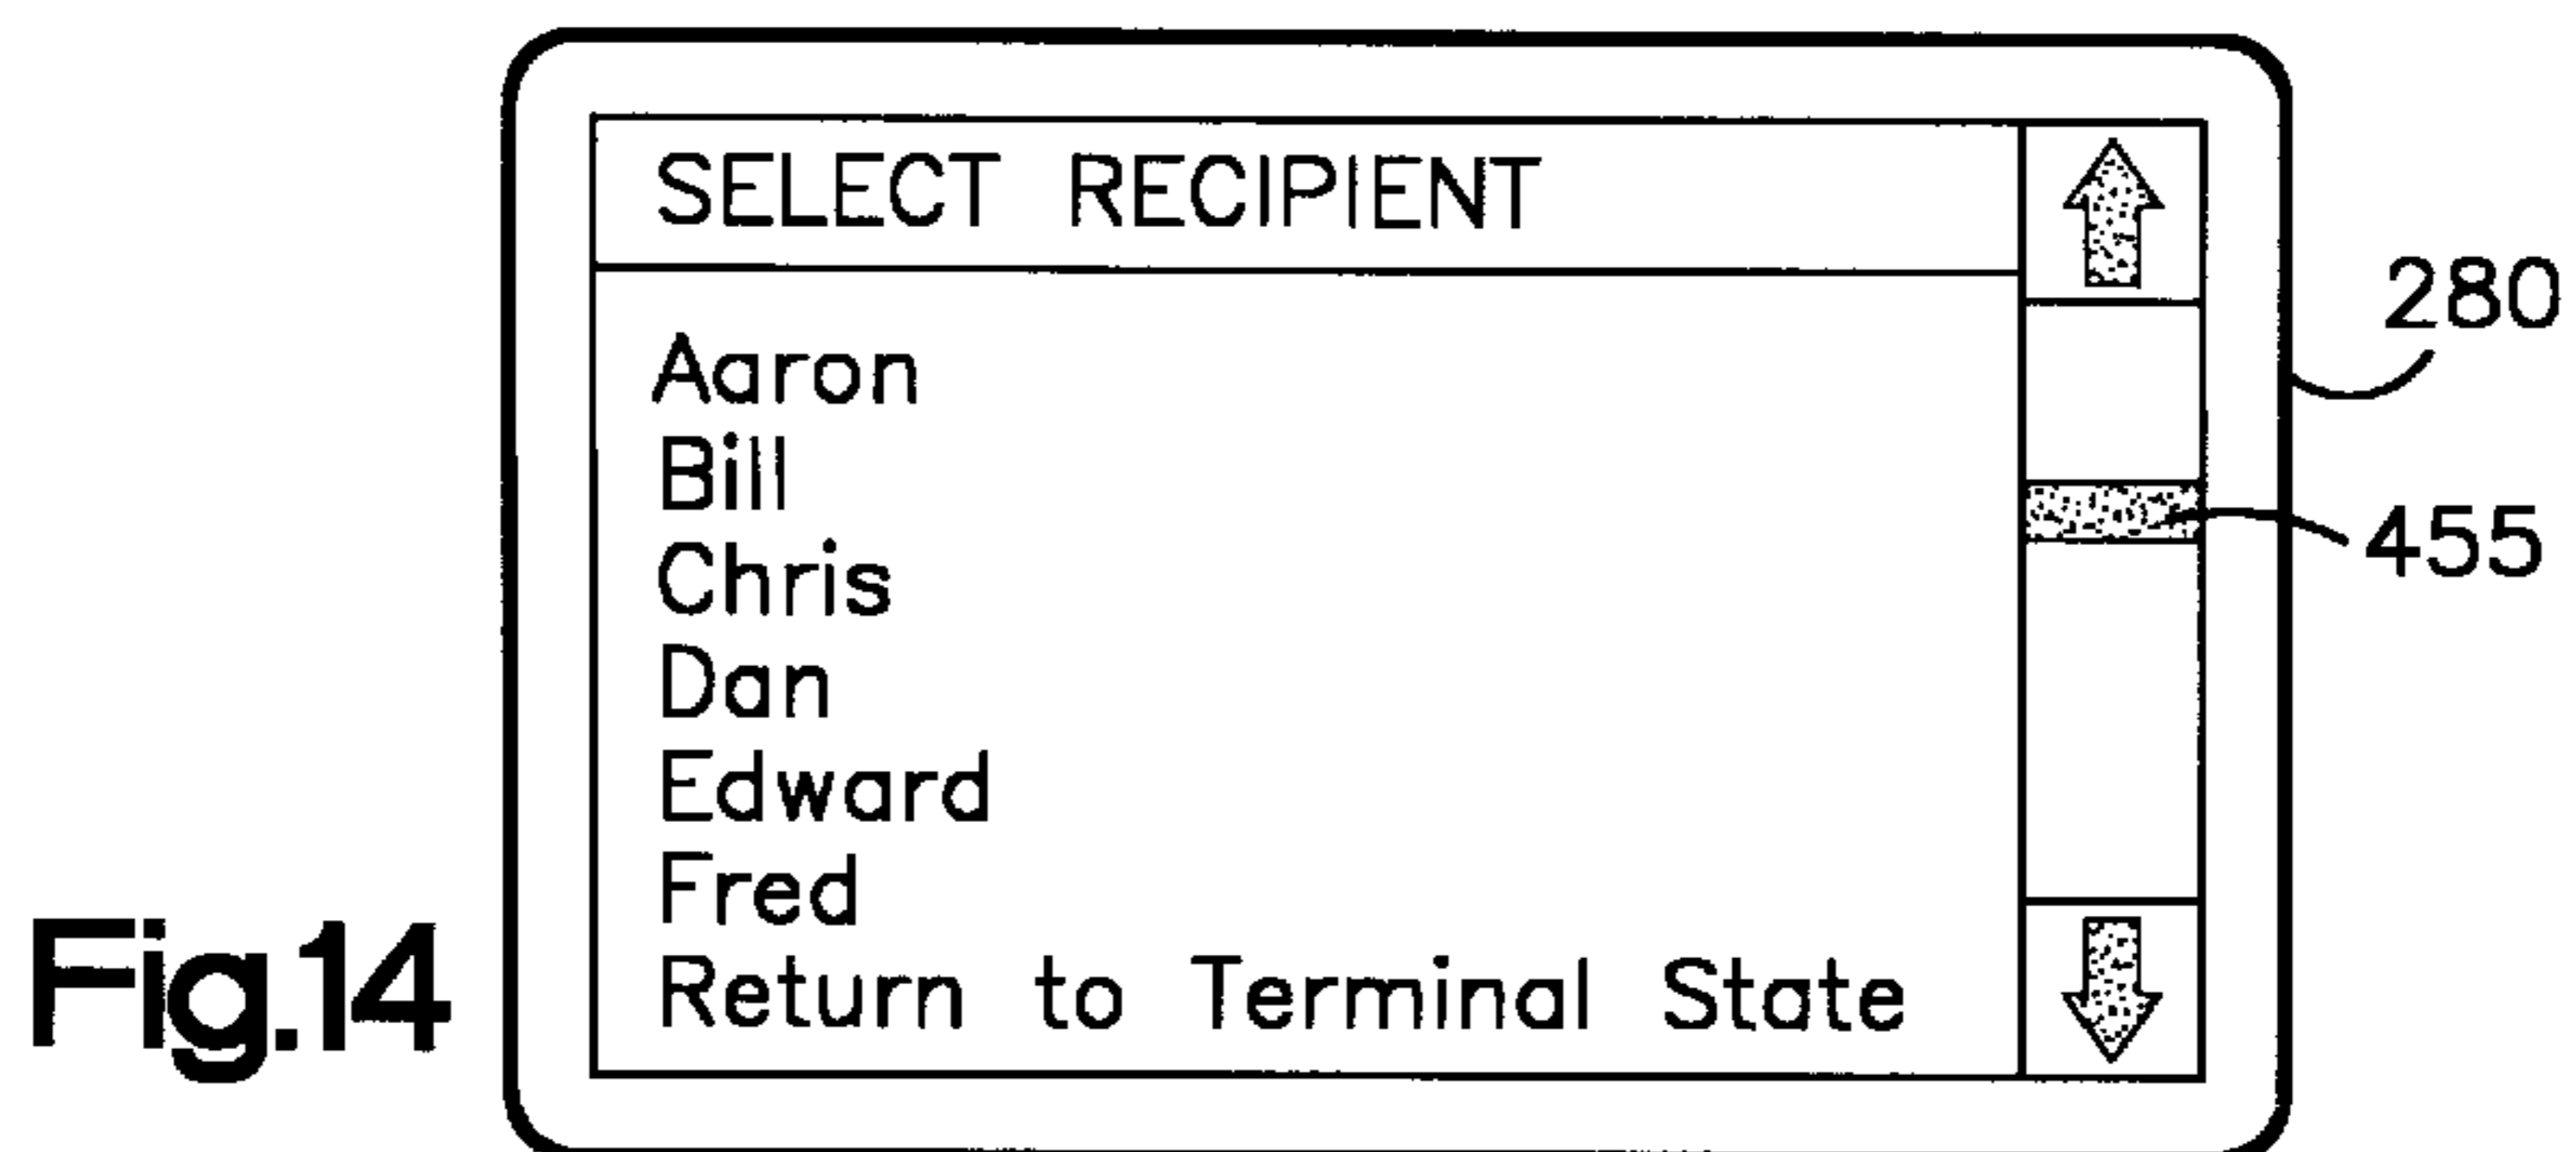 SELECT RECIPIENT
280
Aaron
Bill
455
Chris
Dan
Edward
Fred
Return to Terminal State
Fig.14